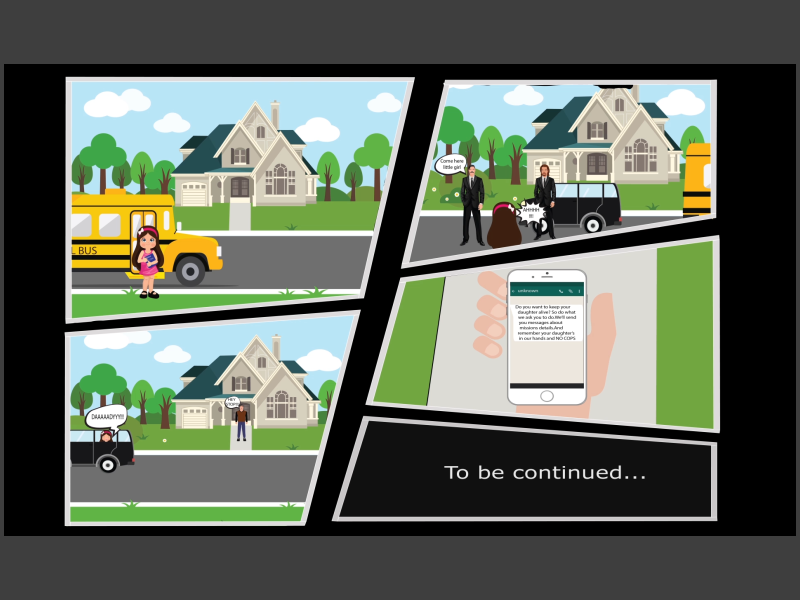 L BUS
Come here
little girl
AHHHH
!!!
DAAAAADYYY!!!
HEY
STOP!!
unknown
Do you want to keep your
daughter alive? So do what
we ask you to do.We'll send
you messages about
missions details.And
remember your daughter's
in our hands and NO COPS
To be continued...